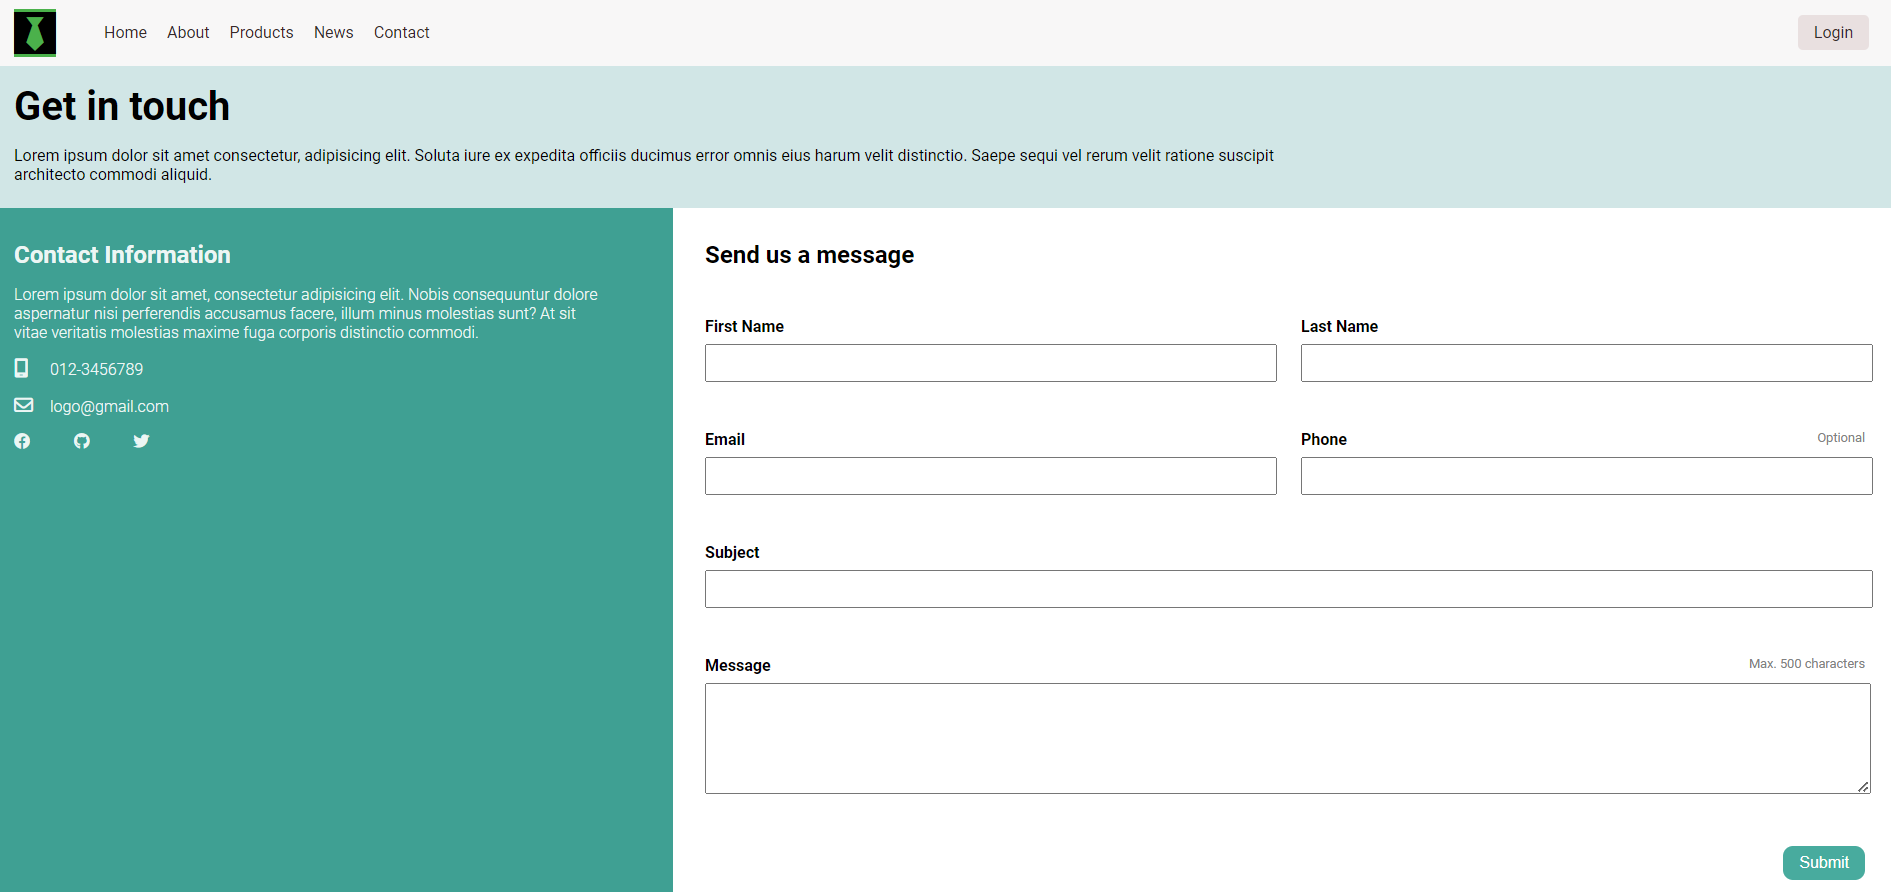 Home About Products News Contact Login
Get in touch
Lorem ipsum dolor sit amet consectetur, adipisicing elit. Soluta iure ex expedita officiis ducimus error omnis eius harum velit distinctio. Saepe sequi vel rerum velit ratione suscipit
architecto commodi aliquid.
Contact Information
Lorem ipsum dolor sit amet, consectetur adipisicing elit. Nobis consequuntur dolore
aspernatur nisi perferendis accusamus facere, illum minus molestias sunt? At sit
vitae veritatis molestias maxime fuga corporis distinctio commodi.
012-3456789
logo@gmail.com
Send us a message
First Name
Last Name
Email
Phone
Optional
Subject
Message
Max. 500 characters
Submit